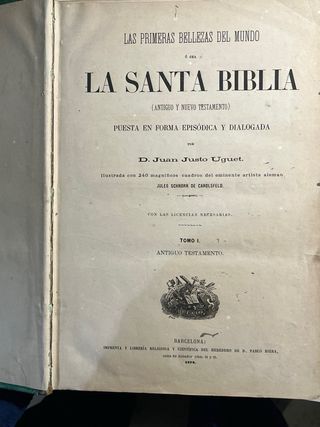 LAS PRIMERAS BELLEZAS DEL MUNDO
Ó SEA
LA SANTA BIBLIA
(ANTIGUO Y NUEVO TESTAMENTO)
PUESTA EN FORMA EPISÓDICA Y DIALOGADA
POR
D. Juan Justo Uguet.
Ilustrada con 240 magníficos cuadros del eminente artista aleman
JULES SCHNORR DE CAROLSFELD.
CON LAS LICENCIAS NECESARIAS.
TOMO I.
ANTIGUO TESTAMENTO.
BARCELONA:
IMPRENTA Y LIBRERÍA RELIGIOSA Y CIENTÍFICA DEL HEREDERO DE D. PABLO RIERA,